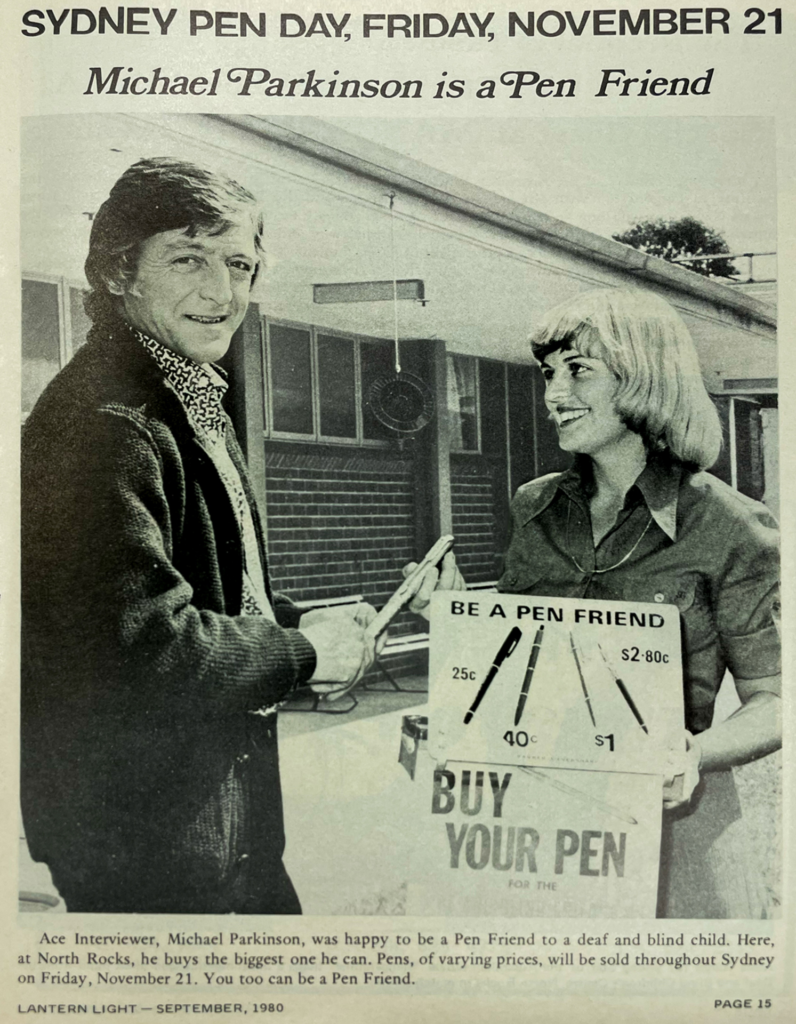 SYDNEY PEN DAY, FRIDAY, NOVEMBER 21
Michael Parkinson is a Pen Friend
BE A PEN FRIEND
25c
$2·80c
40c
$1
BUY
YOUR PEN
FOR THE
Ace Interviewer, Michael Parkinson, was happy to be a Pen Friend to a deaf and blind child. Here,
at North Rocks, he buys the biggest one he can. Pens, of varying prices, will be sold throughout Sydney
on Friday, November 21. You too can be a Pen Friend.
LANTERN LIGHT — SEPTEMBER, 1980
PAGE 15